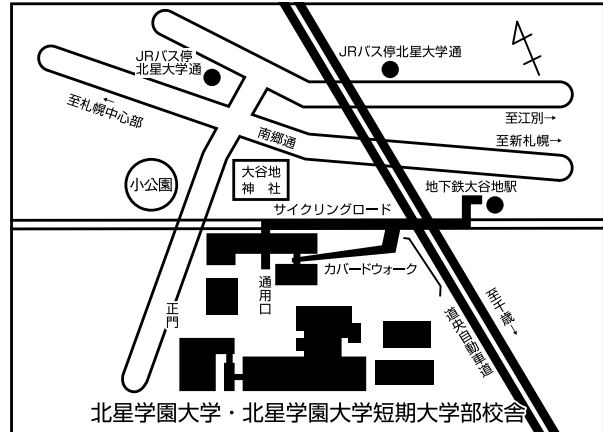 JRバス停
北星大学通
JRバス停北星大学通
至札幌中心部
←
至江別→
南郷通
至新札幌→
小公園
大谷地
神社
地下鉄大谷地駅
サイクリングロード
カバードウォーク
通用口
正門
至千歳→
道央自動車道
北星学園大学・北星学園大学短期大学部校舎